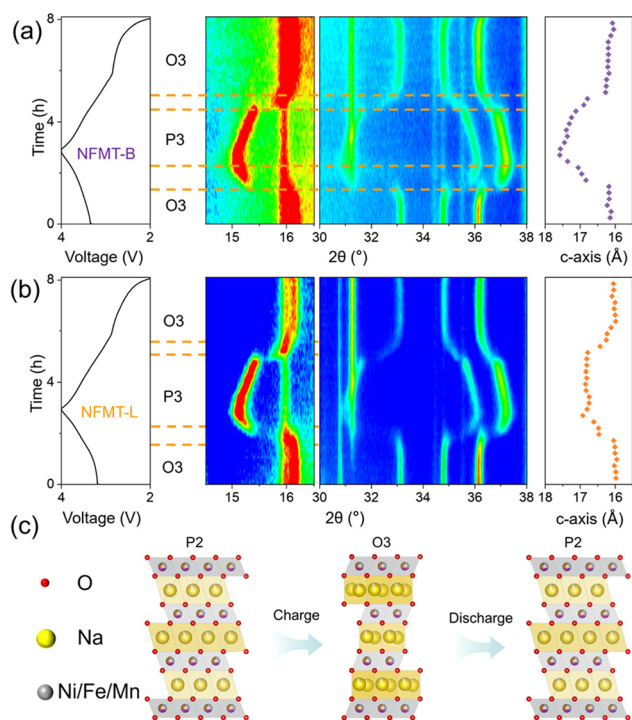 (a)
8
4
0
Time (h)
NFMT-B
4
2
Voltage (V)
O3
P3
O3
15
16
30
32
34
36
38
2θ (°)
18
17
16
15
c-axis (Å)
(b)
8
4
0
Time (h)
NFMT-L
4
2
Voltage (V)
O3
P3
O3
15
16
30
32
34
36
38
2θ (°)
18
17
16
15
c-axis (Å)
(c)
P2
O3
P2
O
Na
Ni/Fe/Mn
Charge
Discharge